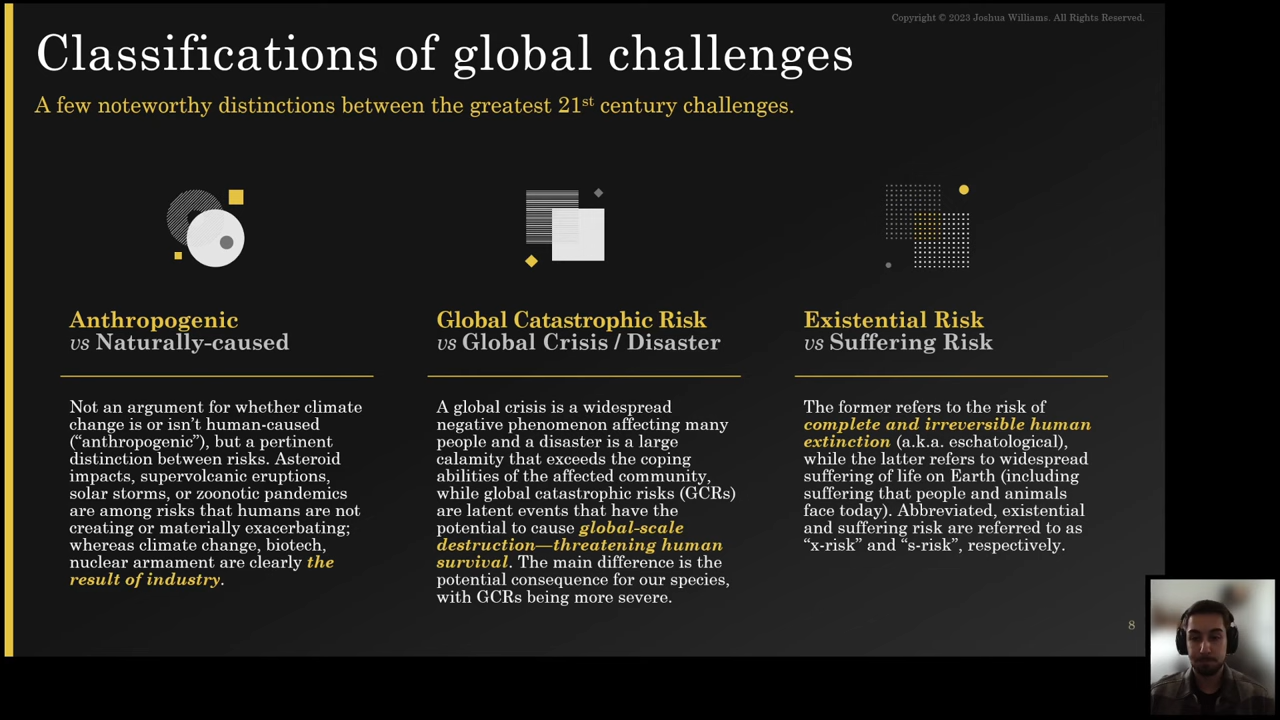 Copyright © 2023 Joshua Williams. All Rights Reserved.
Classifications of global challenges
A few noteworthy distinctions between the greatest 21st century challenges.
Anthropogenic
vs Naturally-caused
Not an argument for whether climate
change is or isn’t human-caused
(“anthropogenic”), but a pertinent
distinction between risks. Asteroid
impacts, supervolcanic eruptions,
solar storms, or zoonotic pandemics
are among risks that humans are not
creating or materially exacerbating;
whereas climate change, biotech,
nuclear armament are clearly the
result of industry.
Global Catastrophic Risk
vs Global Crisis / Disaster
A global crisis is a widespread
negative phenomenon affecting many
people and a disaster is a large
calamity that exceeds the coping
abilities of the affected community,
while global catastrophic risks (GCRs)
are latent events that have the
potential to cause global-scale
destruction—threatening human
survival. The main difference is the
potential consequence for our species,
with GCRs being more severe.
Existential Risk
vs Suffering Risk
The former refers to the risk of
complete and irreversible human
extinction (a.k.a. eschatological),
while the latter refers to widespread
suffering of life on Earth (including
suffering that people and animals
face today). Abbreviated, existential
and suffering risk are referred to as
“x-risk” and “s-risk”, respectively.
8